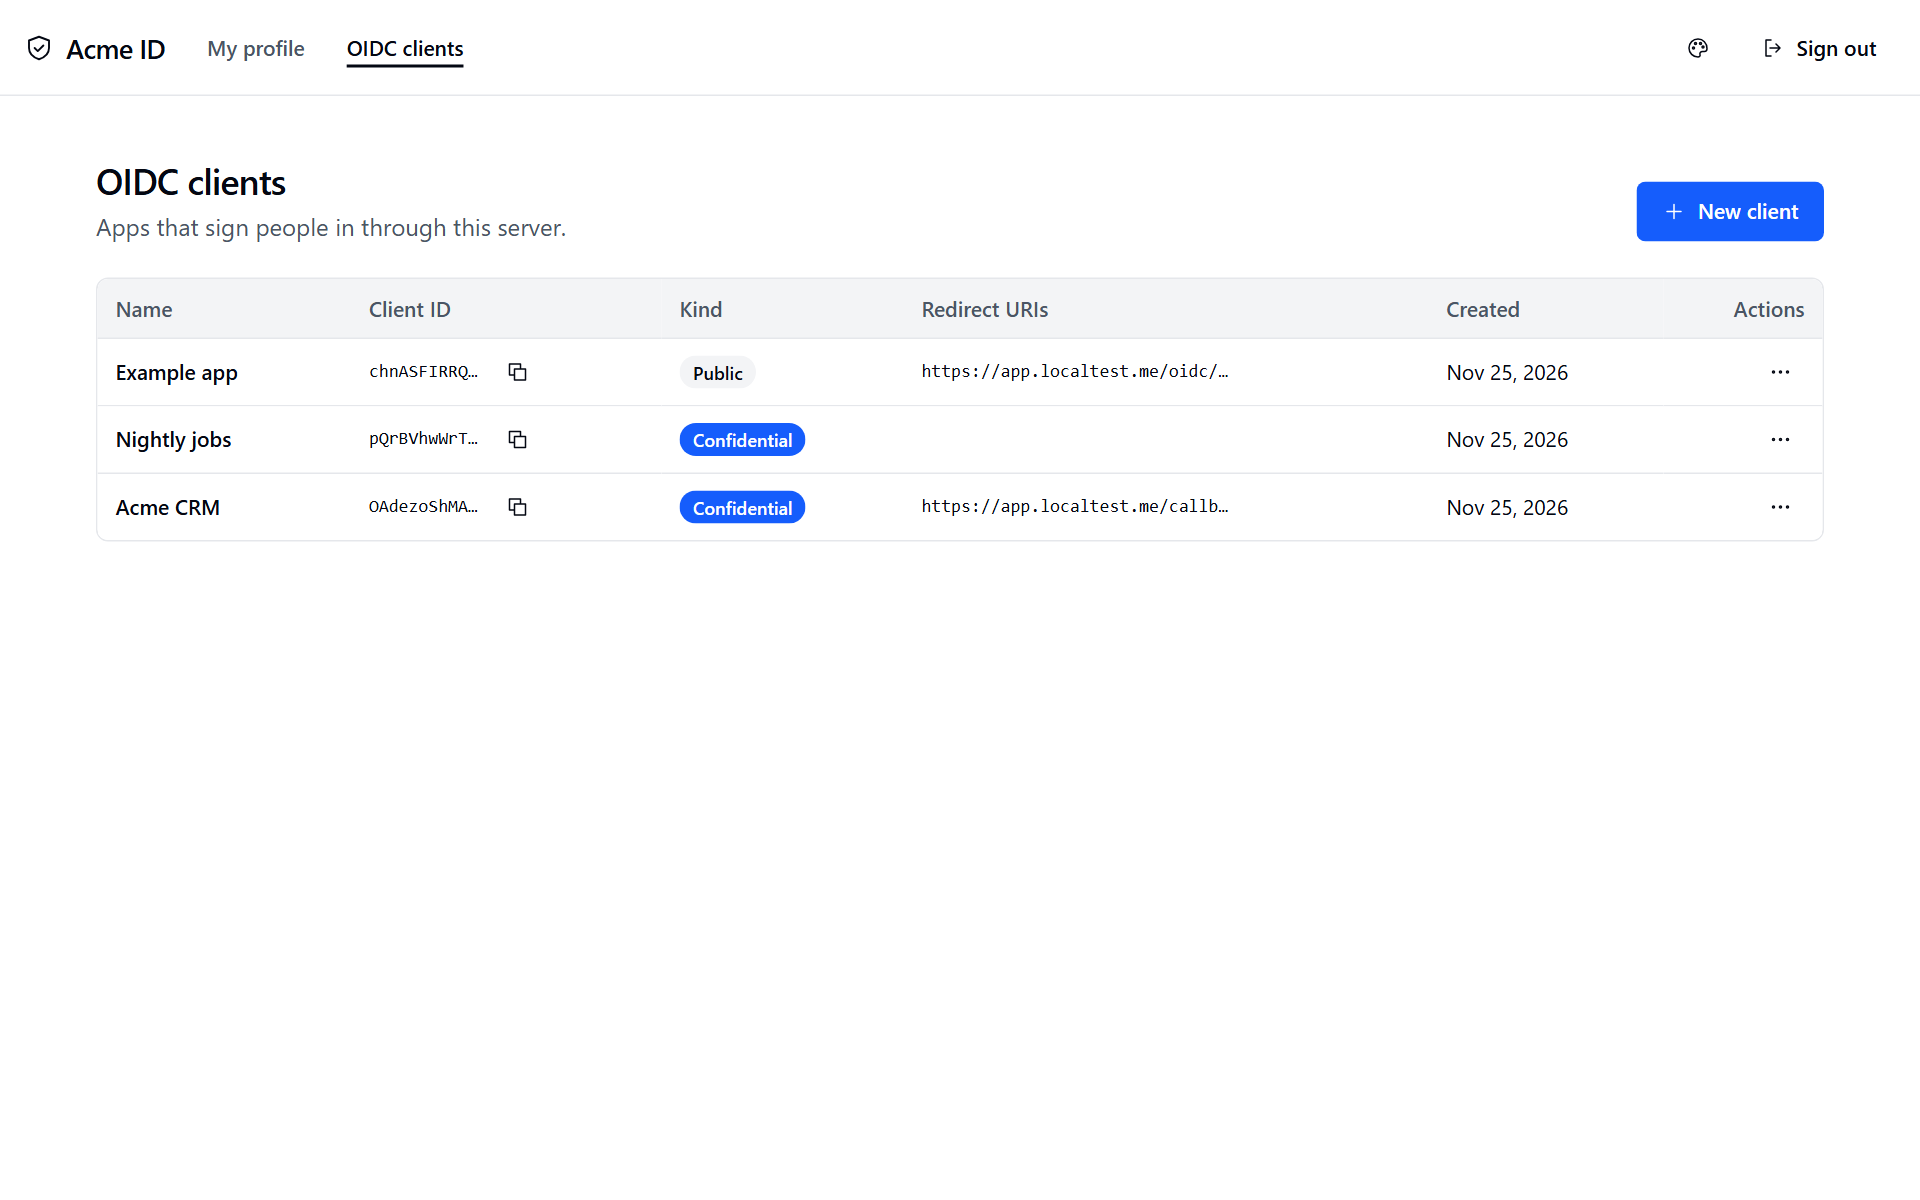 Acme ID My profile OIDC clients Sign out
OIDC clients
Apps that sign people in through this server.
New client
Name Client ID Kind Redirect URIs Created Actions
Example app chnASFIRRQ… Public https://app.localtest.me/oidc/… Nov 25, 2026
Nightly jobs pQrBVhwWrT… Confidential Nov 25, 2026
Acme CRM OAdezoShMA… Confidential https://app.localtest.me/callb… Nov 25, 2026